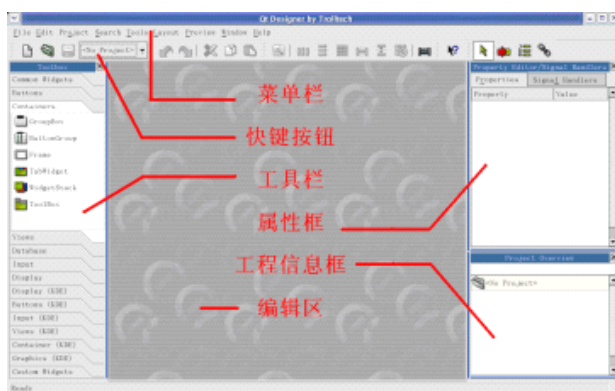 Qt Designer by Trolltech
File Edit Project Search Tools Layout Preview Window Help
<No Project>
Toolbox
Property Editor/Signal Handlers
Common Widgets
Properties Signal Handlers
Buttons
Property Value
Containers
GroupBox
ButtonGroup
Frame
TabWidget
WidgetStack
ToolBox
菜单栏
快键按钮
工具栏
属性框
工程信息框
编辑区
Views
Database
Input
Display
Display (KDE)
Buttons (KDE)
Input (KDE)
Views (KDE)
Container (KDE)
Graphics (KDE)
Custom Widgets
Project Overview
<No Project>
Ready